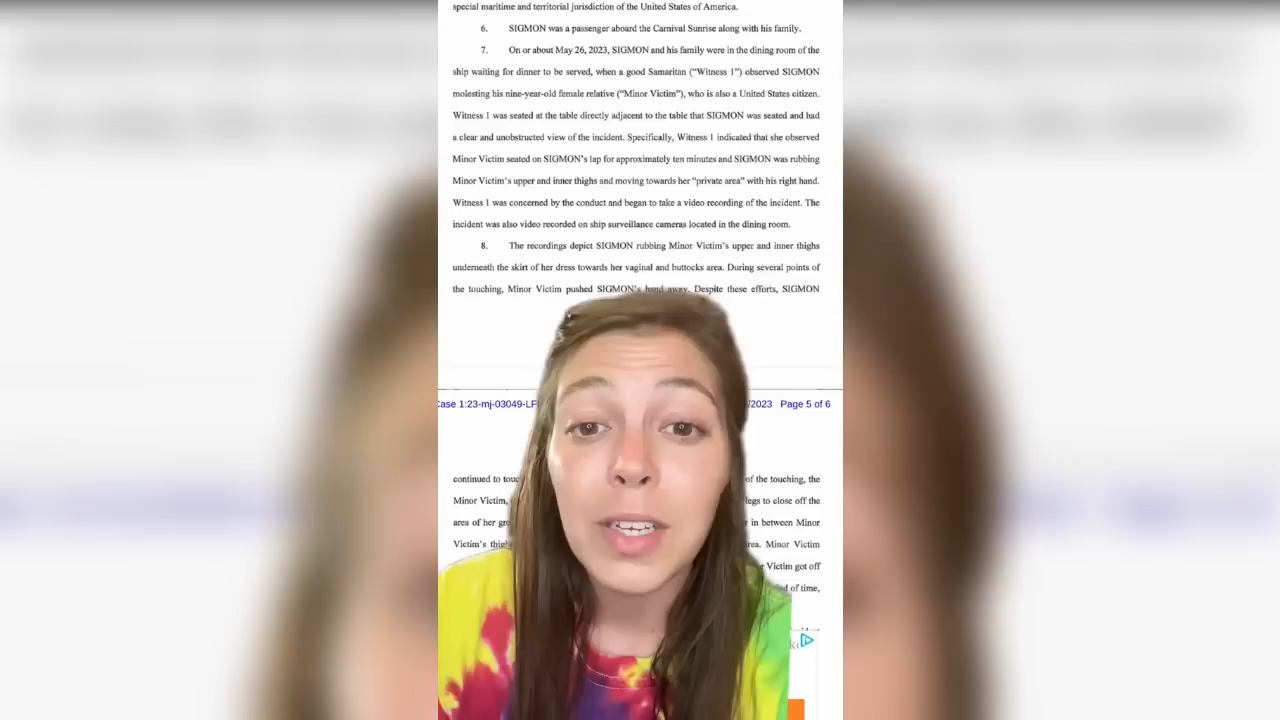 special maritime and territorial jurisdiction of the United States of America.
6. SIGMON was a passenger aboard the Carnival Sunrise along with his family.
7. On or about May 26, 2023, SIGMON and his family were in the dining room of the
ship waiting for dinner to be served, when a good Samaritan (“Witness 1”) observed SIGMON
molesting his nine-year-old female relative (“Minor Victim”), who is also a United States citizen.
Witness 1 was seated at the table directly adjacent to the table that SIGMON was seated and had
a clear and unobstructed view of the incident. Specifically, Witness 1 indicated that she observed
Minor Victim seated on SIGMON’s lap for approximately ten minutes and SIGMON was rubbing
Minor Victim’s upper and inner thighs and moving towards her “private area” with his right hand.
Witness 1 was concerned by the conduct and began to take a video recording of the incident. The
incident was also video recorded on ship surveillance cameras located in the dining room.
8. The recordings depict SIGMON rubbing Minor Victim’s upper and inner thighs
underneath the skirt of her dress towards her vaginal and buttocks area. During several points of
the touching, Minor Victim pushed SIGMON’s hand away. Despite these efforts, SIGMON
Case 1:23-mj-03049-LF /2023 Page 5 of 6
continued to of the touching, the
Minor Victim, legs to close off the
area of her in between Minor
Victim’s Minor Victim
Victim got off
of time,